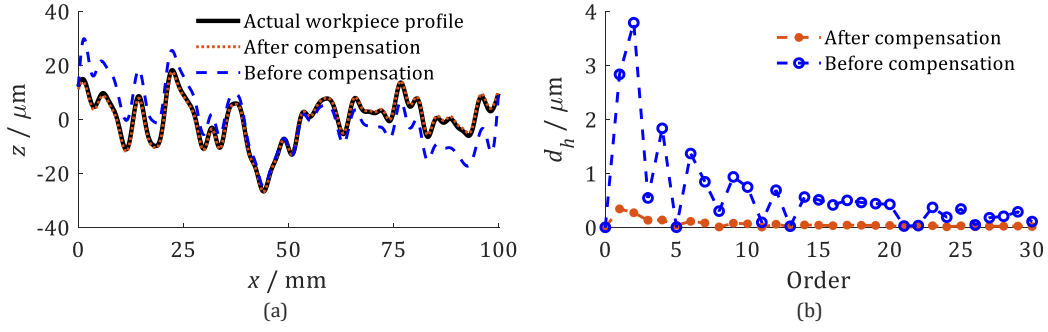 Actual workpiece profile
After compensation
Before compensation
z / μm
40
20
0
-20
-40
0
25
50
75
100
x / mm
(a)
After compensation
Before compensation
d_h / μm
4
3
2
1
0
0
5
10
15
20
25
30
Order
(b)